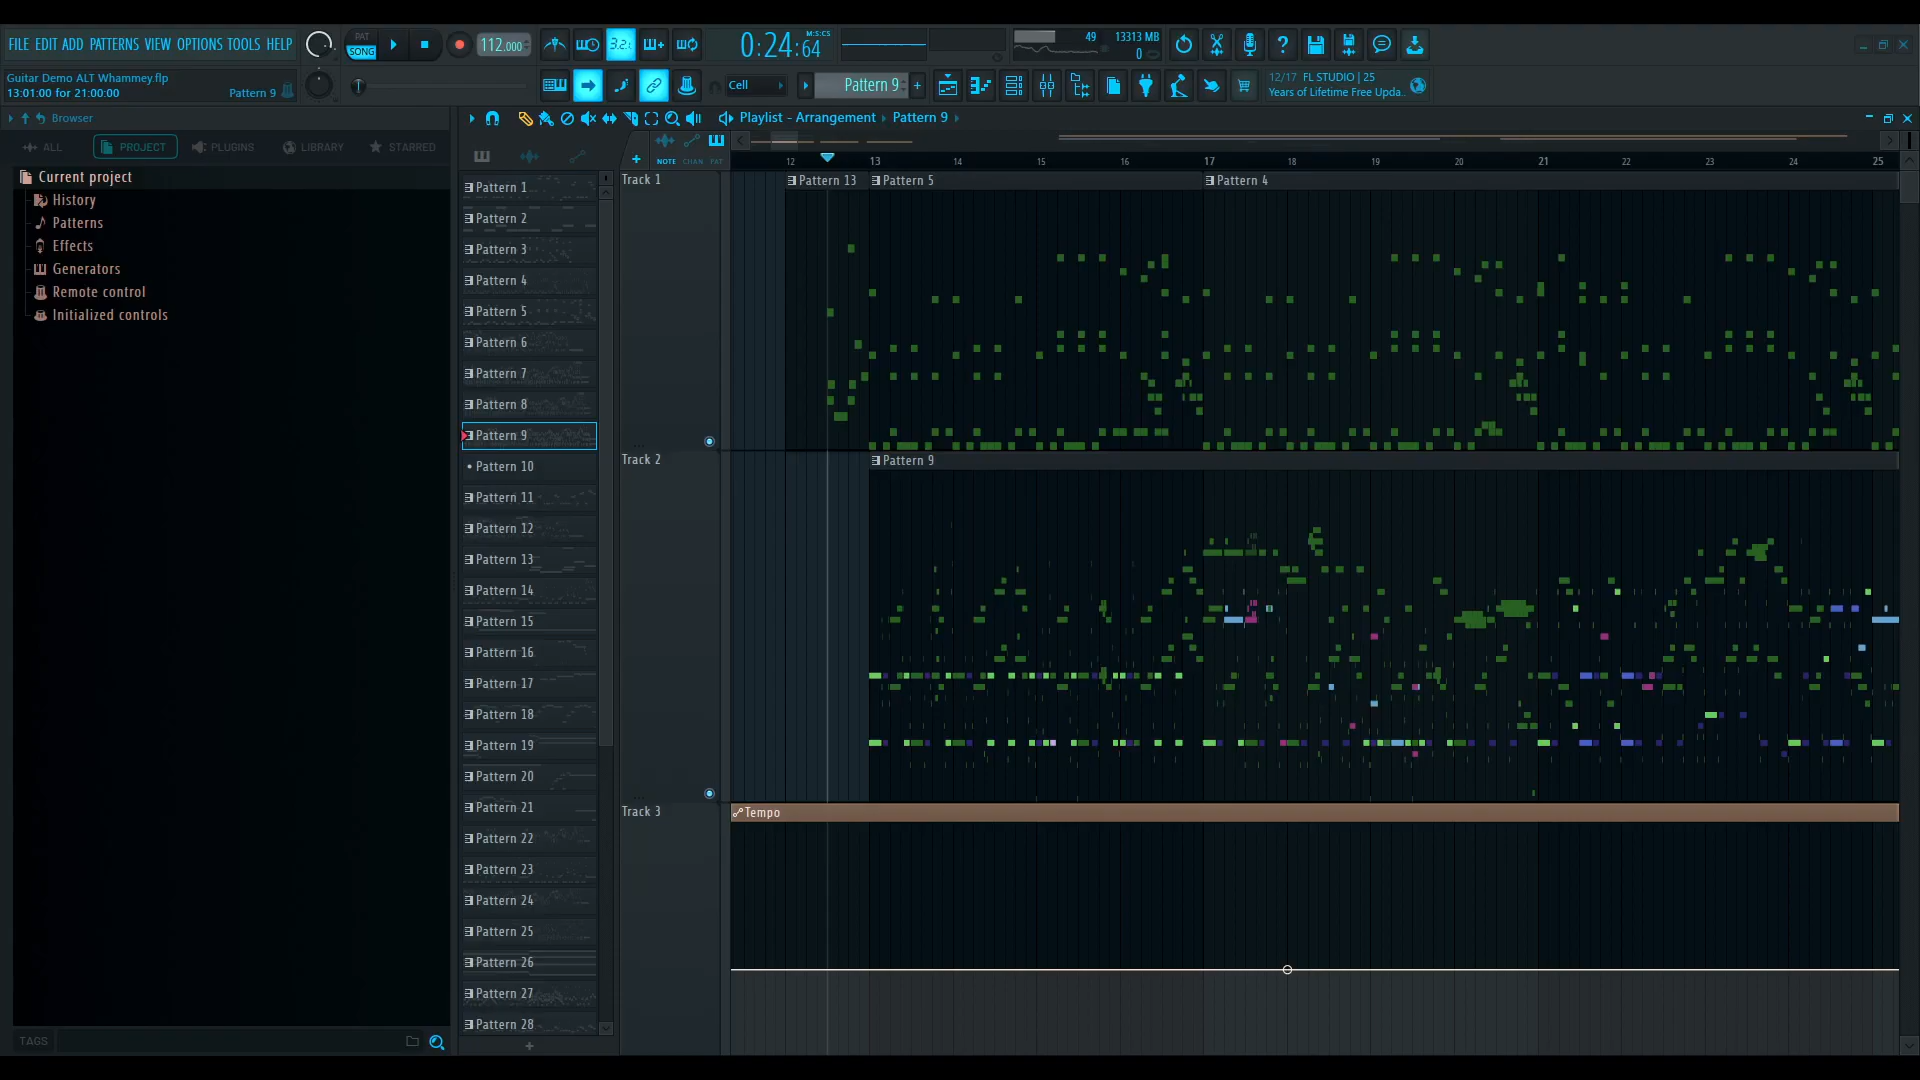 FILE EDIT ADD PATTERNS VIEW OPTIONS TOOLS HELP
PAT
SONG
112.000
3.2.1
0:24:64
M:S:CS
49
13313 MB
0
Guitar Demo ALT Whammey.flp
13:01:00 for 21:00:00
Pattern 9
Cell
Pattern 9
12/17 FL STUDIO | 25
Years of Lifetime Free Upda..
Browser
Playlist - Arrangement
Pattern 9
ALL
PROJECT
PLUGINS
LIBRARY
STARRED
NOTE
CHAN
PAT
12
13
14
15
16
17
18
19
20
21
22
23
24
25
Current project
History
Patterns
Effects
Generators
Remote control
Initialized controls
Pattern 1
Pattern 2
Pattern 3
Pattern 4
Pattern 5
Pattern 6
Pattern 7
Pattern 8
Pattern 9
Pattern 10
Pattern 11
Pattern 12
Pattern 13
Pattern 14
Pattern 15
Pattern 16
Pattern 17
Pattern 18
Pattern 19
Pattern 20
Pattern 21
Pattern 22
Pattern 23
Pattern 24
Pattern 25
Pattern 26
Pattern 27
Pattern 28
Track 1
Pattern 13
Pattern 5
Pattern 4
Track 2
Pattern 9
Track 3
Tempo
TAGS